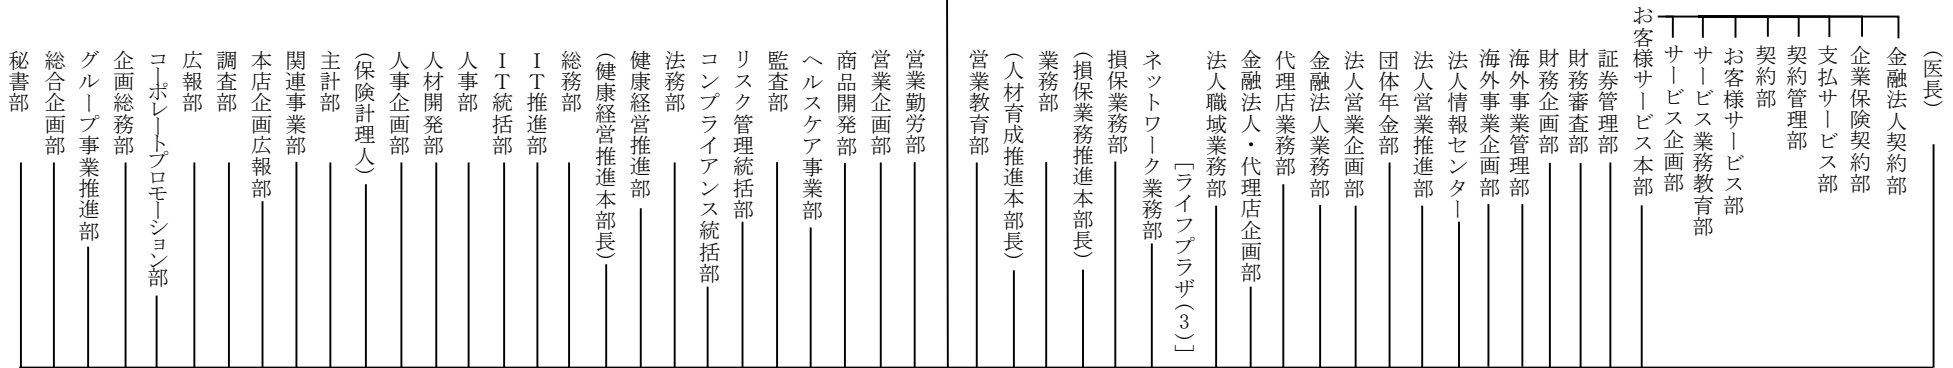 (医長)
金融法人契約部
企業保険契約部
支払サービス部
契約管理部
契約部
お客様サービス部
サービス業務教育部
サービス企画部
お客様サービス本部
証券管理部
財務審査部
財務企画部
海外事業管理部
海外事業企画部
法人情報センター
法人営業推進部
団体年金部
法人営業企画部
金融法人業務部
代理店業務部
金融法人・代理店企画部
法人職域業務部
[ライフプラザ(3)]
ネットワーク業務部
損保業務部
(損保業務推進本部長)
業務部
(人材育成推進本部長)
営業教育部
営業勤労部
営業企画部
商品開発部
ヘルスケア事業部
監査部
リスク管理統括部
コンプライアンス統括部
法務部
健康経営推進部
(健康経営推進本部長)
総務部
IT推進部
IT統括部
人事部
人材開発部
人事企画部
(保険計理人)
主計部
関連事業部
本店企画広報部
調査部
広報部
コーポレートプロモーション部
企画総務部
グループ事業推進部
総合企画部
秘書部